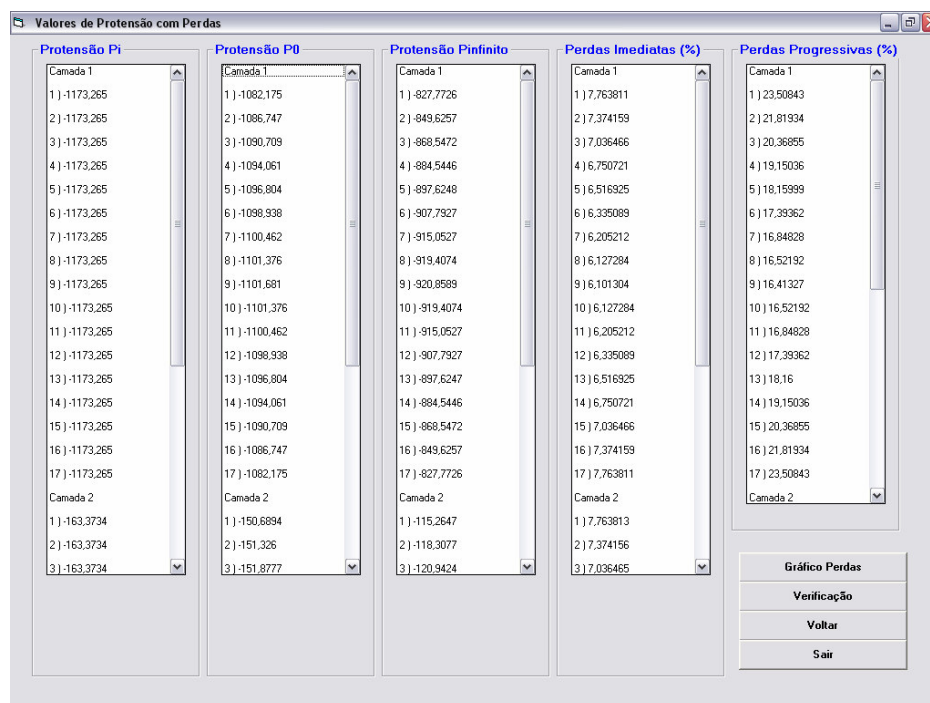 Valores de Protensão com Perdas
Protensão Pi
Camada 1
1 ) -1173,265
2 ) -1173,265
3 ) -1173,265
4 ) -1173,265
5 ) -1173,265
6 ) -1173,265
7 ) -1173,265
8 ) -1173,265
9 ) -1173,265
10 ) -1173,265
11 ) -1173,265
12 ) -1173,265
13 ) -1173,265
14 ) -1173,265
15 ) -1173,265
16 ) -1173,265
17 ) -1173,265
Camada 2
1 ) -163,3734
2 ) -163,3734
3 ) -163,3734
Protensão P0
Camada 1
1 ) -1082,175
2 ) -1086,747
3 ) -1090,709
4 ) -1094,061
5 ) -1096,804
6 ) -1098,938
7 ) -1100,462
8 ) -1101,376
9 ) -1101,681
10 ) -1101,376
11 ) -1100,462
12 ) -1098,938
13 ) -1096,804
14 ) -1094,061
15 ) -1090,709
16 ) -1086,747
17 ) -1082,175
Camada 2
1 ) -150,6894
2 ) -151,326
3 ) -151,8777
Protensão Pinfinito
Camada 1
1 ) -827,7726
2 ) -849,6257
3 ) -868,5472
4 ) -884,5446
5 ) -897,6248
6 ) -907,7927
7 ) -915,0527
8 ) -919,4074
9 ) -920,8589
10 ) -919,4074
11 ) -915,0527
12 ) -907,7927
13 ) -897,6247
14 ) -884,5446
15 ) -868,5472
16 ) -849,6257
17 ) -827,7726
Camada 2
1 ) -115,2647
2 ) -118,3077
3 ) -120,9424
Perdas Imediatas (%)
Camada 1
1 ) 7,763811
2 ) 7,374159
3 ) 7,036466
4 ) 6,750721
5 ) 6,516925
6 ) 6,335089
7 ) 6,205212
8 ) 6,127284
9 ) 6,101304
10 ) 6,127284
11 ) 6,205212
12 ) 6,335089
13 ) 6,516925
14 ) 6,750721
15 ) 7,036466
16 ) 7,374159
17 ) 7,763811
Camada 2
1 ) 7,763813
2 ) 7,374156
3 ) 7,036465
Perdas Progressivas (%)
Camada 1
1 ) 23,50843
2 ) 21,81934
3 ) 20,36855
4 ) 19,15036
5 ) 18,15999
6 ) 17,39362
7 ) 16,84828
8 ) 16,52192
9 ) 16,41327
10 ) 16,52192
11 ) 16,84828
12 ) 17,39362
13 ) 18,16
14 ) 19,15036
15 ) 20,36855
16 ) 21,81934
17 ) 23,50843
Camada 2
Gráfico Perdas
Verificação
Voltar
Sair